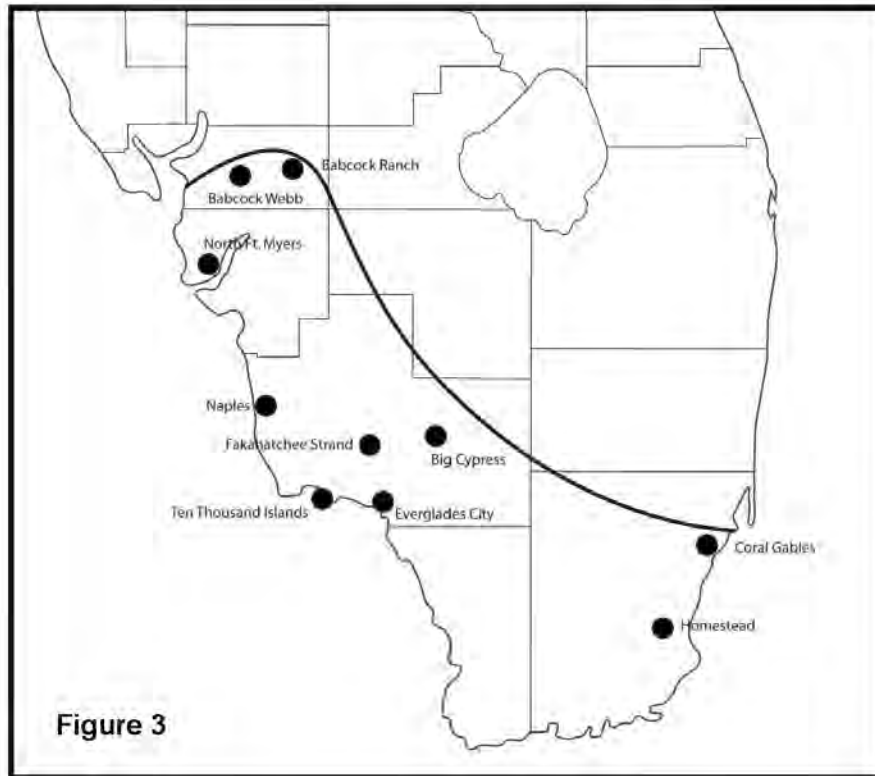 Babcock Ranch
Babcock Webb
North Ft. Myers
Naples
Fakahatchee Strand
Big Cypress
Ten Thousand Islands
Everglades City
Coral Gables
Homestead
Figure 3